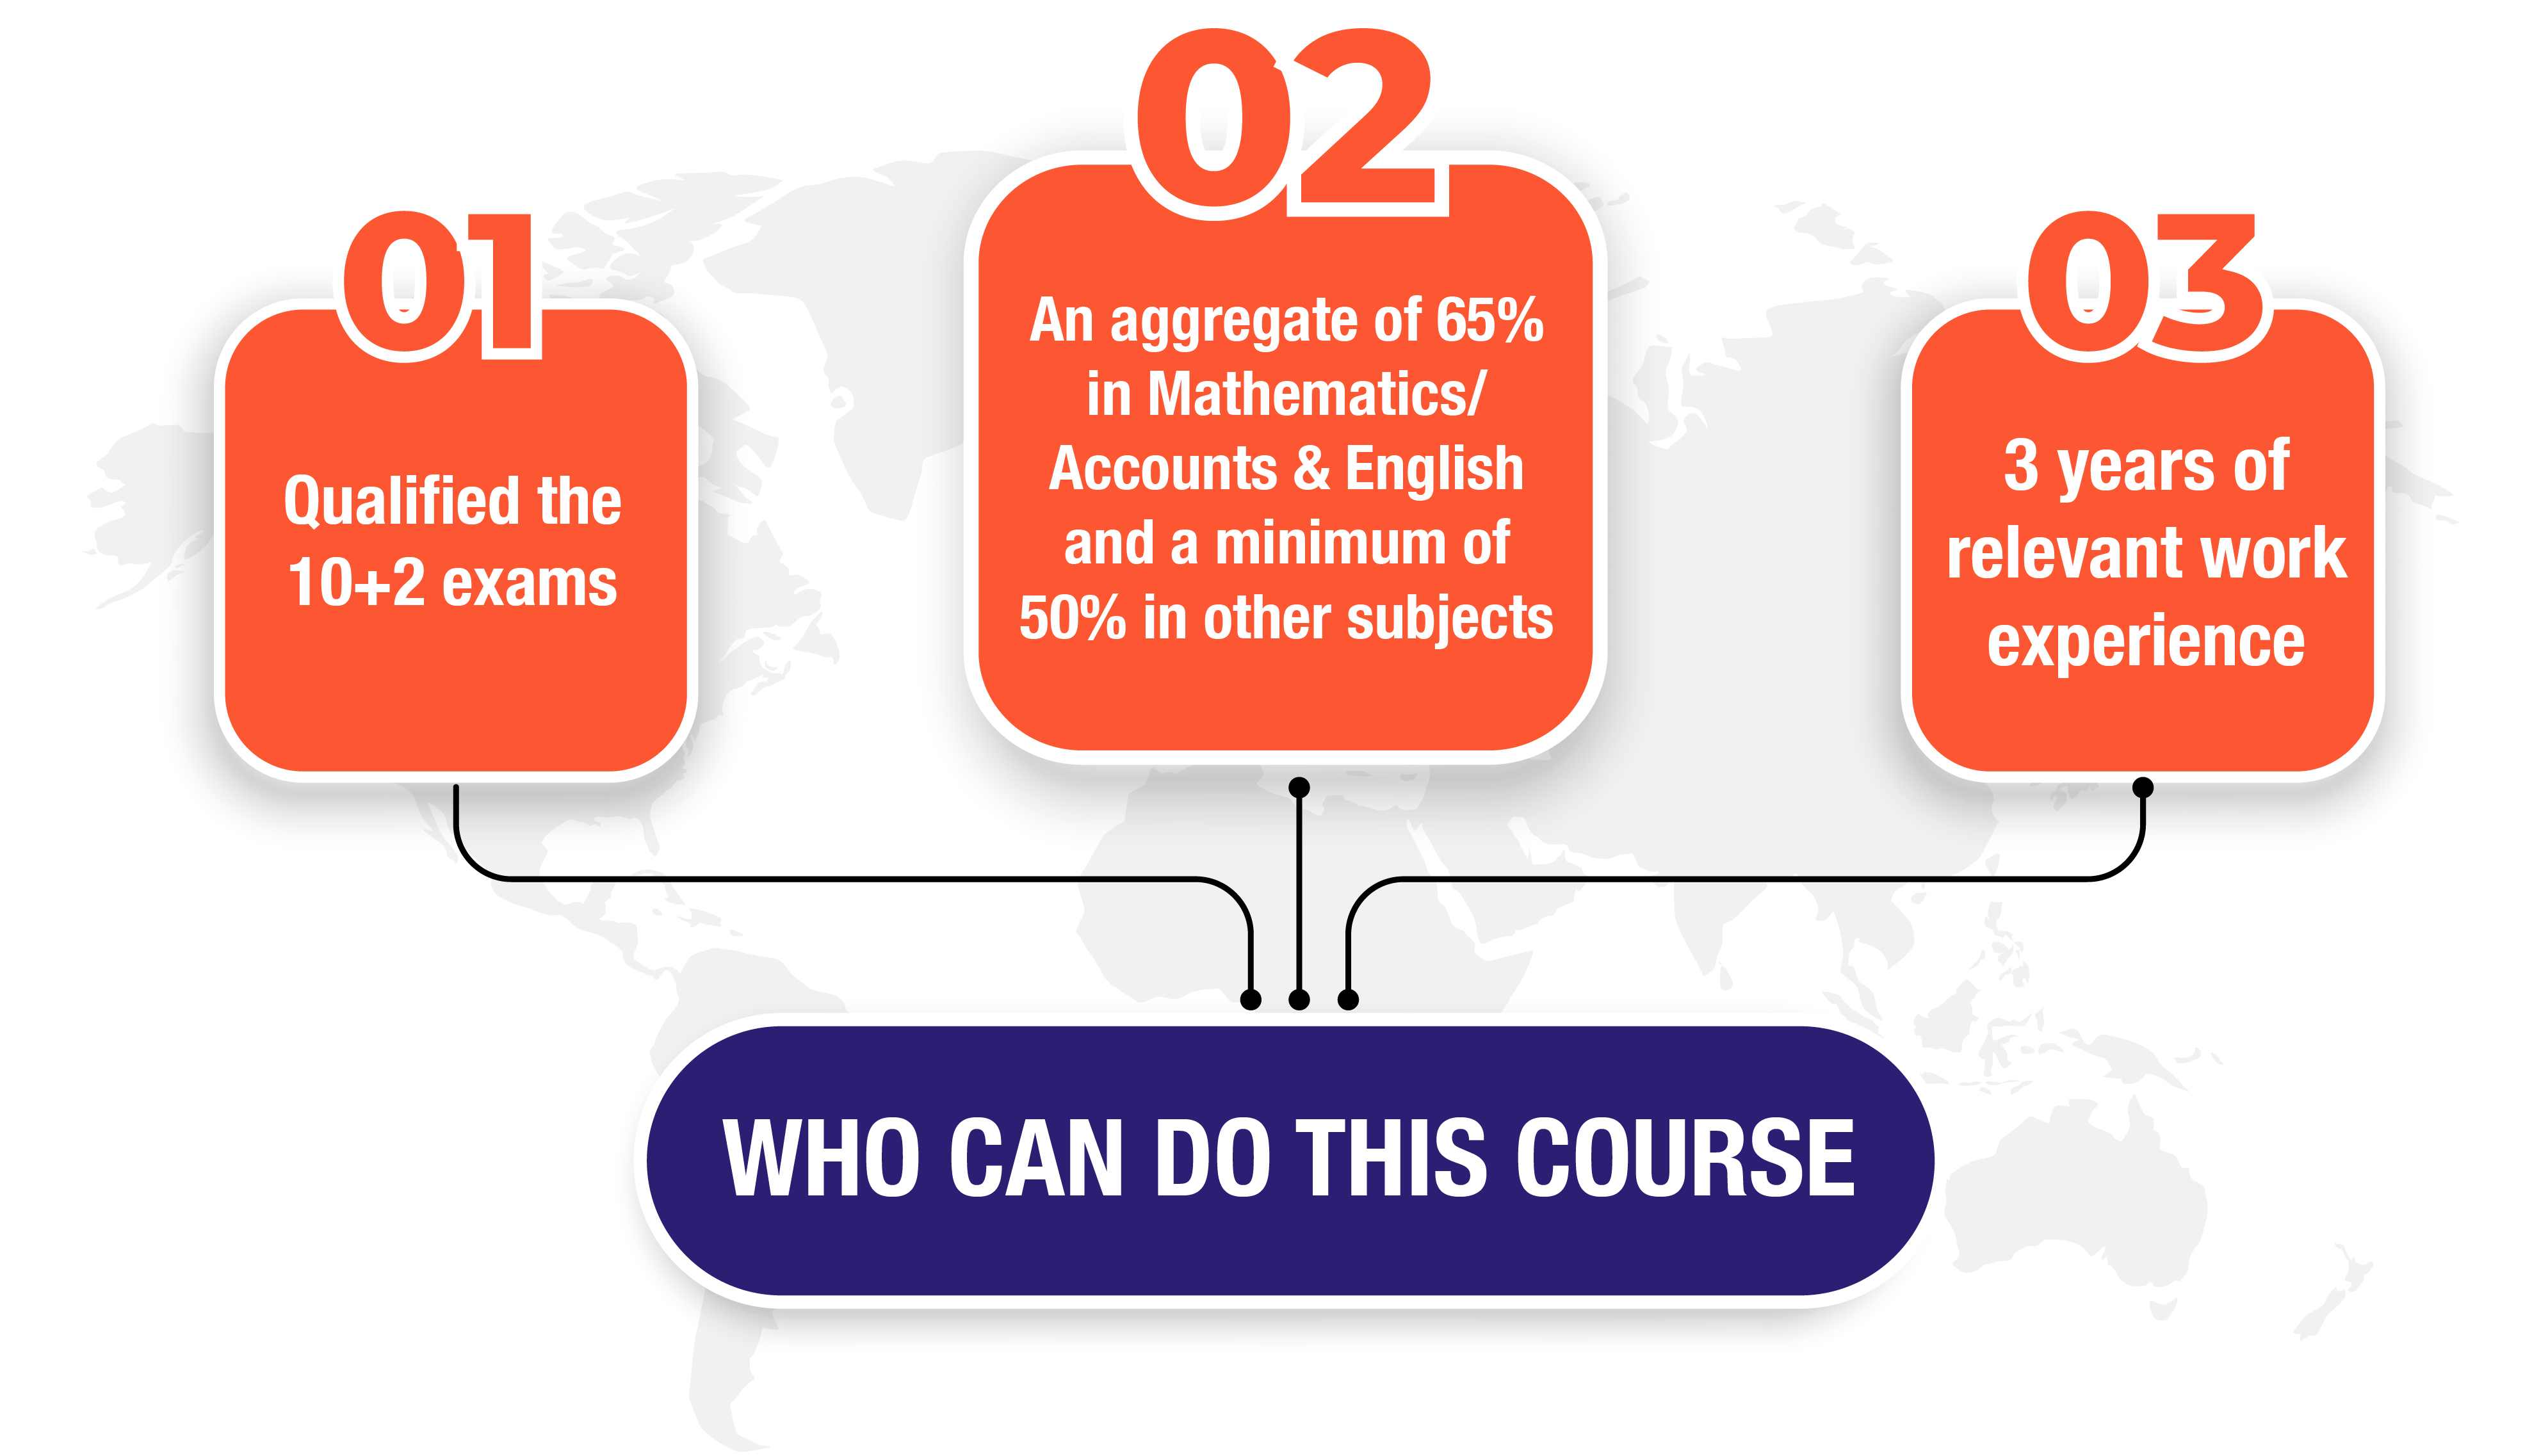 01
Qualified the
10+2 exams
02
An aggregate of 65%
in Mathematics/
Accounts & English
and a minimum of
50% in other subjects
03
3 years of
relevant work
experience
WHO CAN DO THIS COURSE